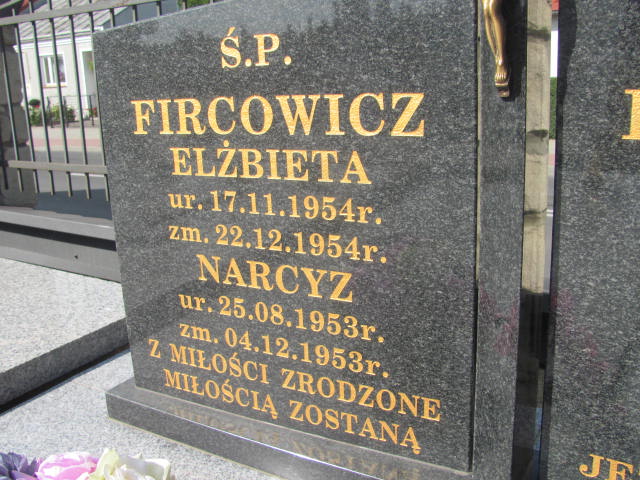 Ś.P.
FIRCOWICZ
ELŻBIETA
ur. 17.11.1954r.
zm. 22.12.1954r.
NARCYZ
ur. 25.08.1953r.
zm. 04.12.1953r.
Z MIŁOŚCI ZRODZONE
MIŁOŚCIĄ ZOSTANĄ